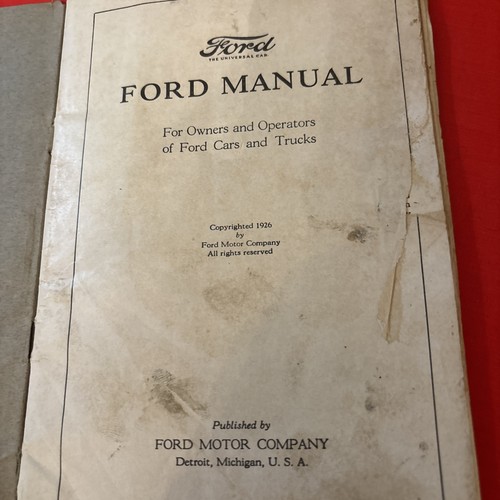 Ford
THE UNIVERSAL CAR
FORD MANUAL
For Owners and Operators
of Ford Cars and Trucks
Copyrighted 1926
by
Ford Motor Company
All rights reserved
Published by
FORD MOTOR COMPANY
Detroit, Michigan, U. S. A.